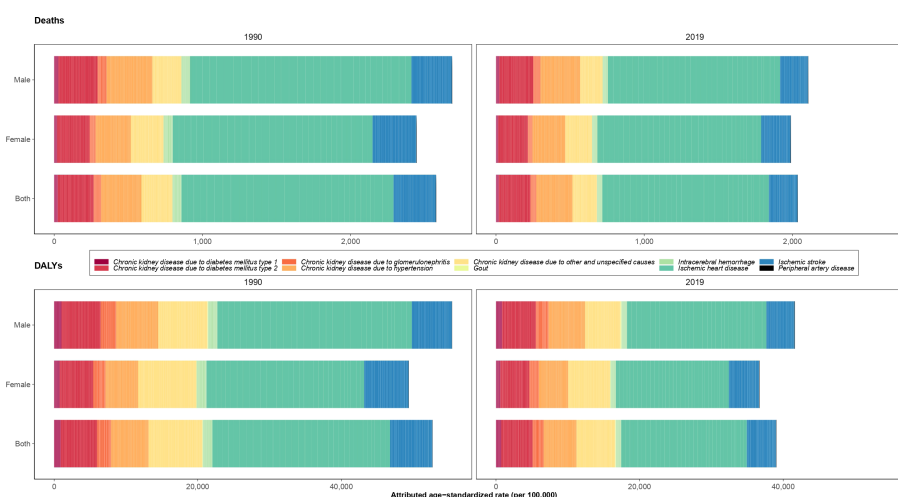 Deaths
1990
2019
Male
Female
Both
0
1,000
2,000
0
1,000
2,000
Chronic kidney disease due to diabetes mellitus type 1
Chronic kidney disease due to glomerulonephritis
Chronic kidney disease due to other and unspecified causes
Intracerebral hemorrhage
Ischemic stroke
Chronic kidney disease due to diabetes mellitus type 2
Chronic kidney disease due to hypertension
Gout
Ischemic heart disease
Peripheral artery disease
DALYs
1990
2019
Male
Female
Both
0
20,000
40,000
0
20,000
40,000
Attributed age−standardized rate (per 100,000)